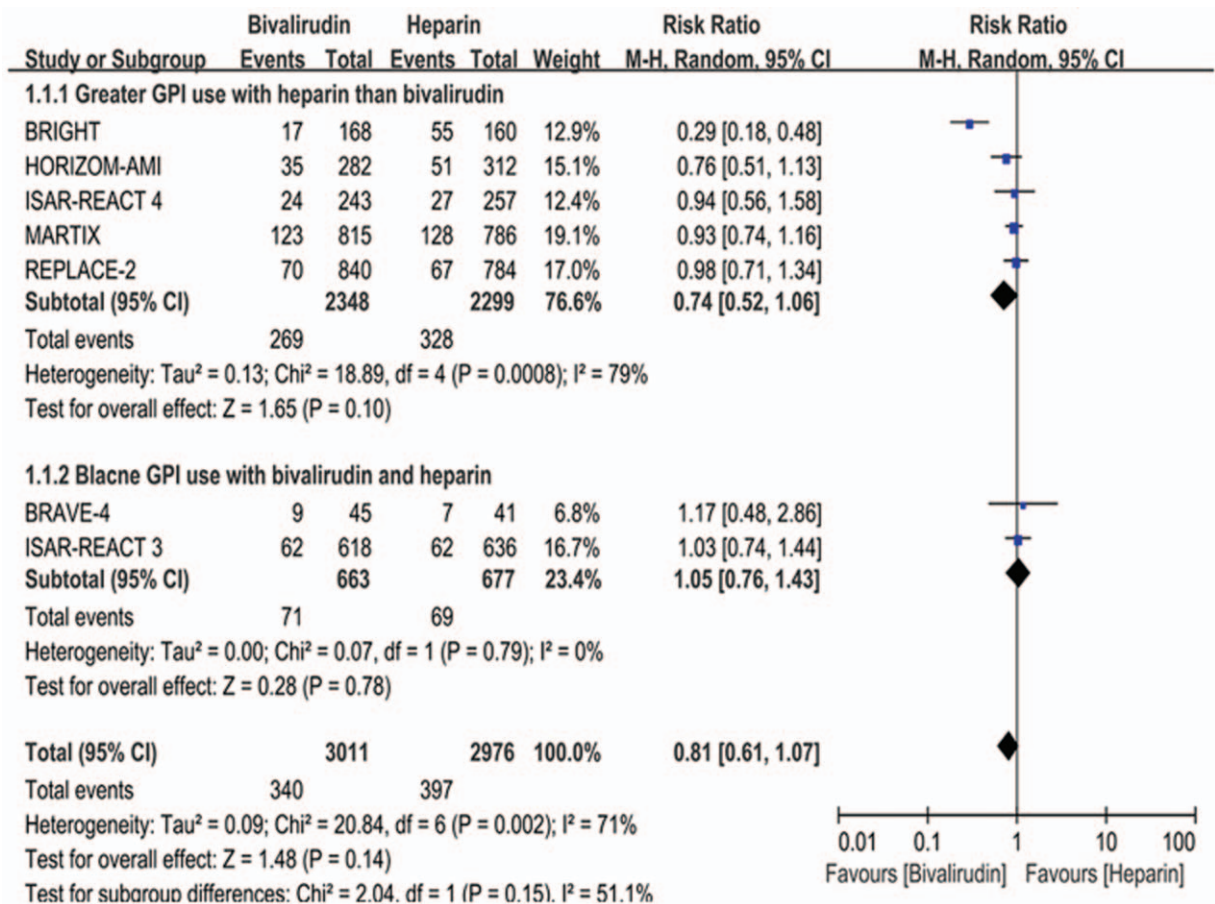 Bivalirudin Heparin Risk Ratio Risk Ratio
Study or Subgroup Events Total Events Total Weight M-H, Random, 95% CI M-H, Random, 95% CI
1.1.1 Greater GPI use with heparin than bivalirudin
BRIGHT 17 168 55 160 12.9% 0.29 [0.18, 0.48]
HORIZOM-AMI 35 282 51 312 15.1% 0.76 [0.51, 1.13]
ISAR-REACT 4 24 243 27 257 12.4% 0.94 [0.56, 1.58]
MARTIX 123 815 128 786 19.1% 0.93 [0.74, 1.16]
REPLACE-2 70 840 67 784 17.0% 0.98 [0.71, 1.34]
Subtotal (95% CI) 2348 2299 76.6% 0.74 [0.52, 1.06]
Total events 269 328
Heterogeneity: Tau² = 0.13; Chi² = 18.89, df = 4 (P = 0.0008); I² = 79%
Test for overall effect: Z = 1.65 (P = 0.10)
1.1.2 Blacne GPI use with bivalirudin and heparin
BRAVE-4 9 45 7 41 6.8% 1.17 [0.48, 2.86]
ISAR-REACT 3 62 618 62 636 16.7% 1.03 [0.74, 1.44]
Subtotal (95% CI) 663 677 23.4% 1.05 [0.76, 1.43]
Total events 71 69
Heterogeneity: Tau² = 0.00; Chi² = 0.07, df = 1 (P = 0.79); I² = 0%
Test for overall effect: Z = 0.28 (P = 0.78)
Total (95% CI) 3011 2976 100.0% 0.81 [0.61, 1.07]
Total events 340 397
Heterogeneity: Tau² = 0.09; Chi² = 20.84, df = 6 (P = 0.002); I² = 71%
Test for overall effect: Z = 1.48 (P = 0.14)
Test for subgroup differences: Chi² = 2.04, df = 1 (P = 0.15), I² = 51.1%
0.01 0.1 1 10 100
Favours [Bivalirudin] Favours [Heparin]